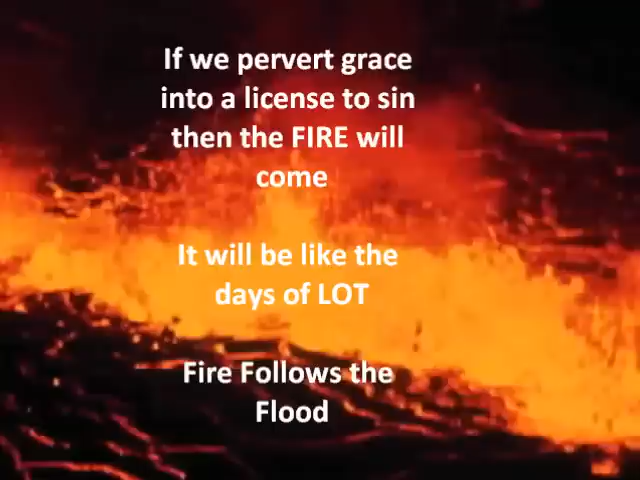 If we pervert grace
into a license to sin
then the FIRE will
come
It will be like the
days of LOT
Fire Follows the
Flood